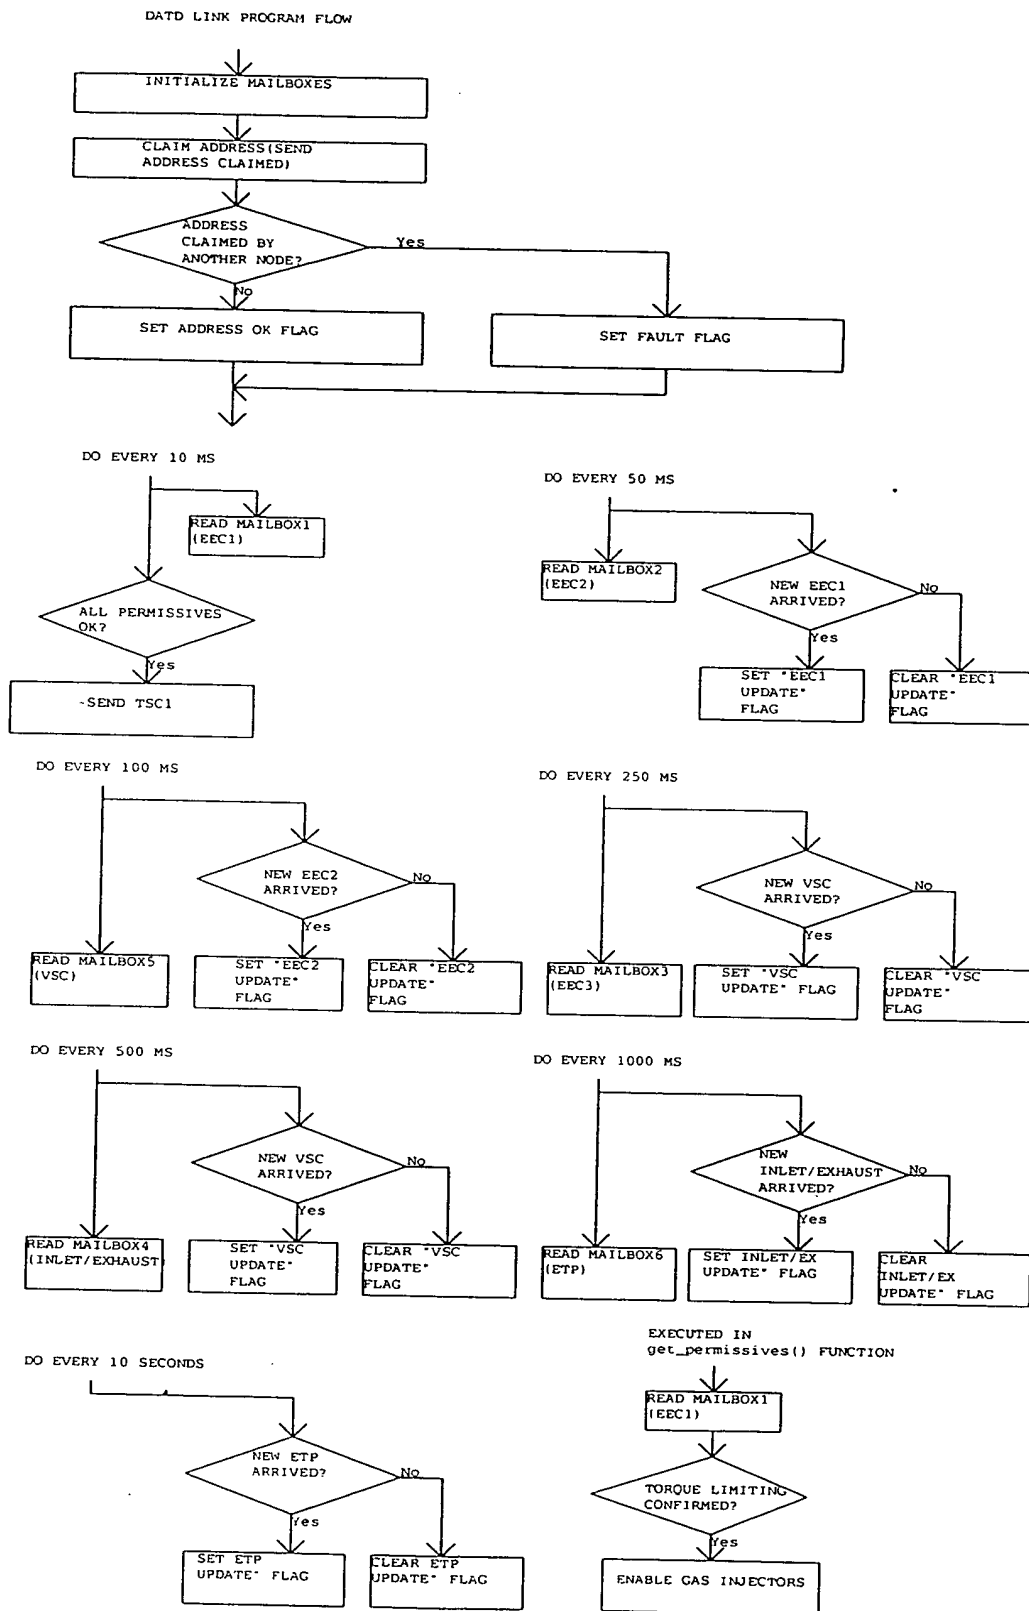 DATD LINK PROGRAM FLOW
INITIALIZE MAILBOXES
CLAIM ADDRESS(SEND
ADDRESS CLAIMED)
ADDRESS
CLAIMED BY
ANOTHER NODE?
Yes
No
SET ADDRESS OK FLAG
SET FAULT FLAG
DO EVERY 10 MS
READ MAILBOX1
(EEC1)
ALL PERMISSIVES
OK?
Yes
-SEND TSC1
DO EVERY 50 MS
READ MAILBOX2
(EEC2)
NEW EEC1
ARRIVED?
No
Yes
SET "EEC1
UPDATE"
FLAG
CLEAR "EEC1
UPDATE"
FLAG
DO EVERY 100 MS
NEW EEC2
ARRIVED?
No
Yes
READ MAILBOX5
(VSC)
SET "EEC2
UPDATE"
FLAG
CLEAR "EEC2
UPDATE"
FLAG
DO EVERY 250 MS
NEW VSC
ARRIVED?
No
Yes
READ MAILBOX3
(EEC3)
SET "VSC
UPDATE" FLAG
CLEAR "VSC
UPDATE"
FLAG
DO EVERY 500 MS
NEW VSC
ARRIVED?
No
Yes
READ MAILBOX4
(INLET/EXHAUST)
SET "VSC
UPDATE"
FLAG
CLEAR "VSC
UPDATE"
FLAG
DO EVERY 1000 MS
NEW
INLET/EXHAUST
ARRIVED?
No
Yes
READ MAILBOX6
(ETP)
SET INLET/EX
UPDATE" FLAG
CLEAR
INLET/EX
UPDATE" FLAG
DO EVERY 10 SECONDS
NEW ETP
ARRIVED?
No
Yes
SET ETP
UPDATE" FLAG
CLEAR ETP
UPDATE" FLAG
EXECUTED IN
get_permissives() FUNCTION
READ MAILBOX1
(EEC1)
TORQUE LIMITING
CONFIRMED?
Yes
ENABLE GAS INJECTORS